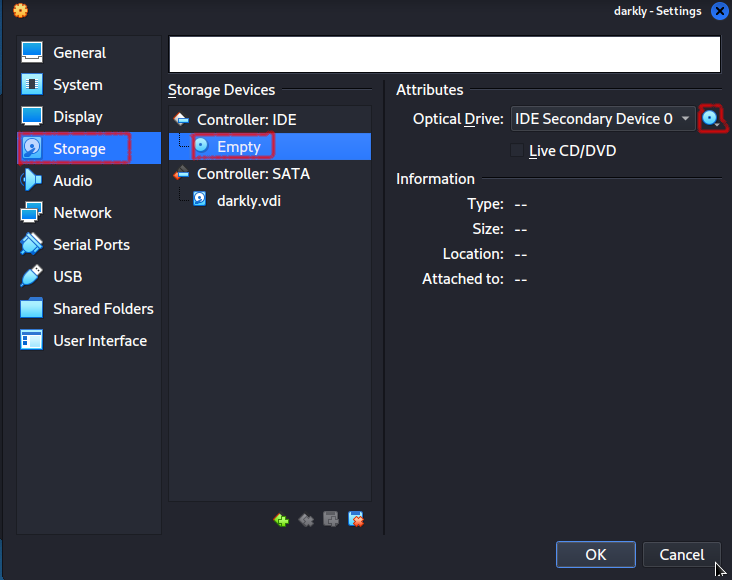 darkly - Settings
General
System
Display
Storage
Audio
Network
Serial Ports
USB
Shared Folders
User Interface
Storage Devices
Controller: IDE
Empty
Controller: SATA
darkly.vdi
Attributes
Optical Drive: IDE Secondary Device 0
Live CD/DVD
Information
Type: --
Size: --
Location: --
Attached to: --
OK
Cancel